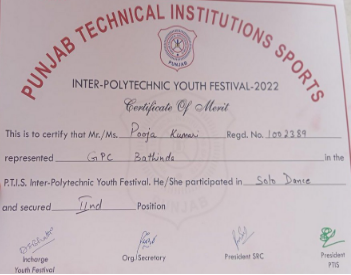 PUNJAB TECHNICAL INSTITUTIONS SPORTS
PUNJAB
INTER-POLYTECHNIC YOUTH FESTIVAL-2022
Certificate Of Merit
This is to certify that Mr./Ms. Pooja Kumari Regd. No. 1002389
represented GPC Bathinda in the
P.T.I.S. Inter-Polytechnic Youth Festival. He/She participated in Solo Dance
and secured IInd Position
Incharge Org./Secretary President SRC President
Youth Festival PTIS